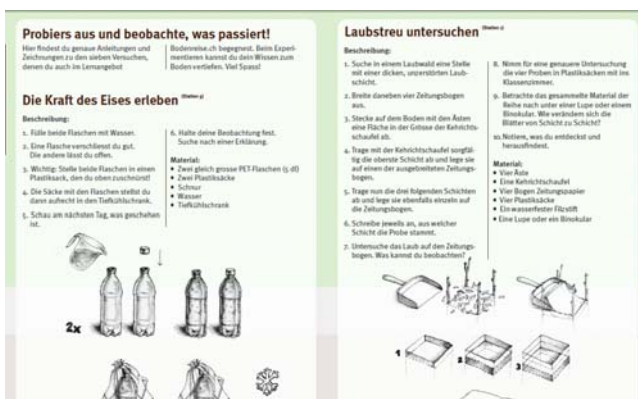 Probiers aus und beobachte, was passiert!
Hier findest du genaue Anleitungen und
Zeichnungen zu den sieben Versuchen,
denen du auch im Lernangebot
Bodenreise.ch begegnest. Beim Experi-
mentieren kannst du dein Wissen zum
Boden vertiefen. Viel Spass!
Die Kraft des Eises erleben
Beschreibung:
1. Fülle beide Flaschen mit Wasser.
2. Eine Flasche verschliesst du gut.
Die andere lässt du offen.
3. Wichtig: Stelle beide Flaschen in einen
Plastiksack, den du oben zuschnürst!
4. Die Säcke mit den Flaschen stellst du
dann aufrecht in den Tiefkühlschrank.
5. Schau am nächsten Tag, was geschehen
ist.
6. Halte deine Beobachtung fest.
Suche nach einer Erklärung.
Material:
• Zwei gleich grosse PET-Flaschen (5 dl)
• Zwei Plastiksäcke
• Schnur
• Wasser
• Tiefkühlschrank
2x
Laubstreu untersuchen
Beschreibung:
1. Suche in einem Laubwald eine Stelle
mit einer dicken, unzerstörten Laub-
schicht.
2. Breite daneben vier Zeitungsbogen
aus.
3. Stecke auf dem Boden mit den Ästen
eine Fläche in der Grösse der Kehrichts-
schaufel ab.
4. Trage mit der Kehrichtschaufel sorgfäl-
tig die oberste Schicht ab und lege sie
auf einen der ausgebreiteten Zeitungs-
bogen.
5. Trage nun die drei folgenden Schichten
ab und lege sie ebenfalls einzeln auf
die Zeitungsbogen.
6. Schreibe jeweils an, aus welcher
Schicht die Probe stammt.
7. Untersuche das Laub auf den Zeitungs-
bogen. Was kannst du beobachten?
8. Nimm für eine genauere Untersuchung
die vier Proben in Plastiksäcken mit ins
Klassenzimmer.
9. Betrachte das gesammelte Material der
Reihe nach unter einer Lupe oder einem
Binokular. Wie verändern sich die
Blätter von Schicht zu Schicht?
10. Notiere, was du entdeckst und
herausfindest.
Material:
• Vier Äste
• Eine Kehrichtschaufel
• Vier Bogen Zeitungspapier
• Vier Plastiksäcke
• Ein wasserfester Filzstift
• Eine Lupe oder ein Binokular
1
2
3